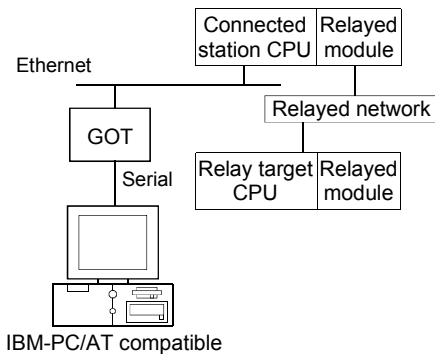 Connected
station CPU
Relayed
module
Ethernet
Relayed network
GOT
Relay target
CPU
Relayed
module
Serial
IBM-PC/AT compatible